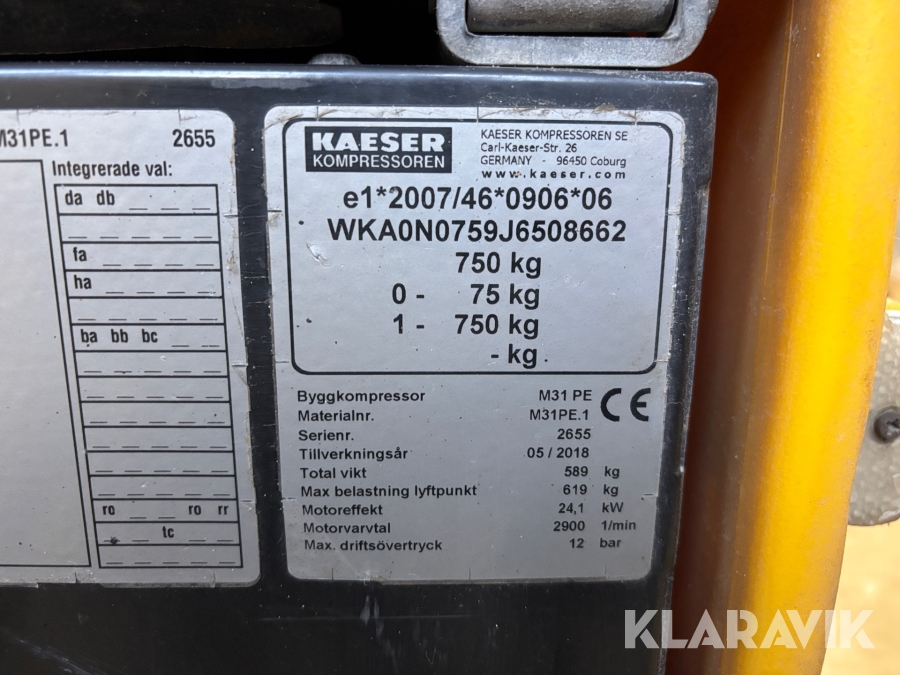 M31PE.1 2655
Integrerade val:
da db
fa
ha
ba bb bc
ro ro rr
tc
KAESER
KOMPRESSOREN
KAESER KOMPRESSOREN SE
Carl-Kaeser-Str. 26
GERMANY - 96450 Coburg
www.kaeser.com
e1*2007/46*0906*06
WKA0N0759J6508662
750 kg
0 - 75 kg
1 - 750 kg
- kg
Byggkompressor M31 PE
Materialnr. M31PE.1
CE
Serienr. 2655
Tillverkningsår 05 / 2018
Total vikt 589 kg
Max belastning lyftpunkt 619 kg
Motoreffekt 24,1 kW
Motorvarvtal 2900 1/min
Max. driftsövertryck 12 bar
KLARAVIK